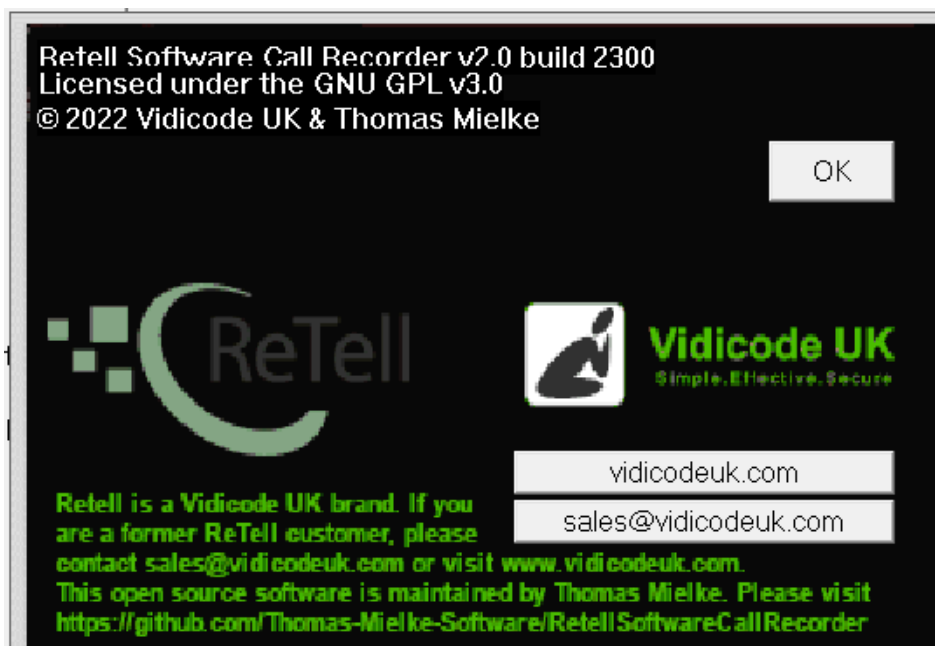 Retell Software Call Recorder v2.0 build 2300
Licensed under the GNU GPL v3.0
© 2022 Vidicode UK & Thomas Mielke
OK
ReTell
Vidicode UK
Simple.Effective.Secure
vidicodeuk.com
sales@vidicodeuk.com
Retell is a Vidicode UK brand. If you
are a former ReTell customer, please
contact sales@vidicodeuk.com or visit www.vidicodeuk.com.
This open source software is maintained by Thomas Mielke. Please visit
https://github.com/Thomas-Mielke-Software/RetellSoftwareCallRecorder